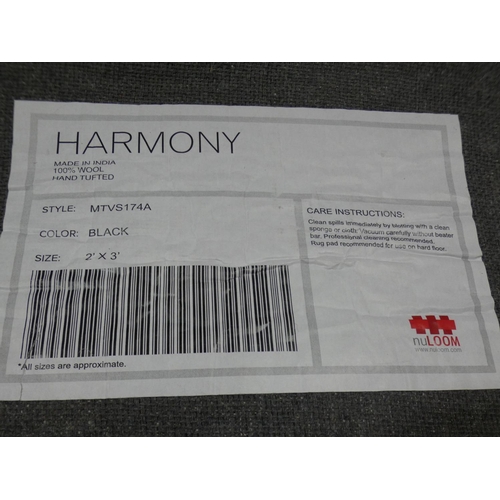 HARMONY
MADE IN INDIA
100% WOOL
HAND TUFTED
STYLE: MTVS174A
COLOR: BLACK
SIZE: 2' X 3'
*All sizes are approximate.
CARE INSTRUCTIONS:
Clean spills immediately by blotting with a clean
sponge or cloth. Vacuum carefully without beater
bar. Professional cleaning recommended.
Rug pad recommended for use on hard floor.
nuLOOM
www.nuloom.com